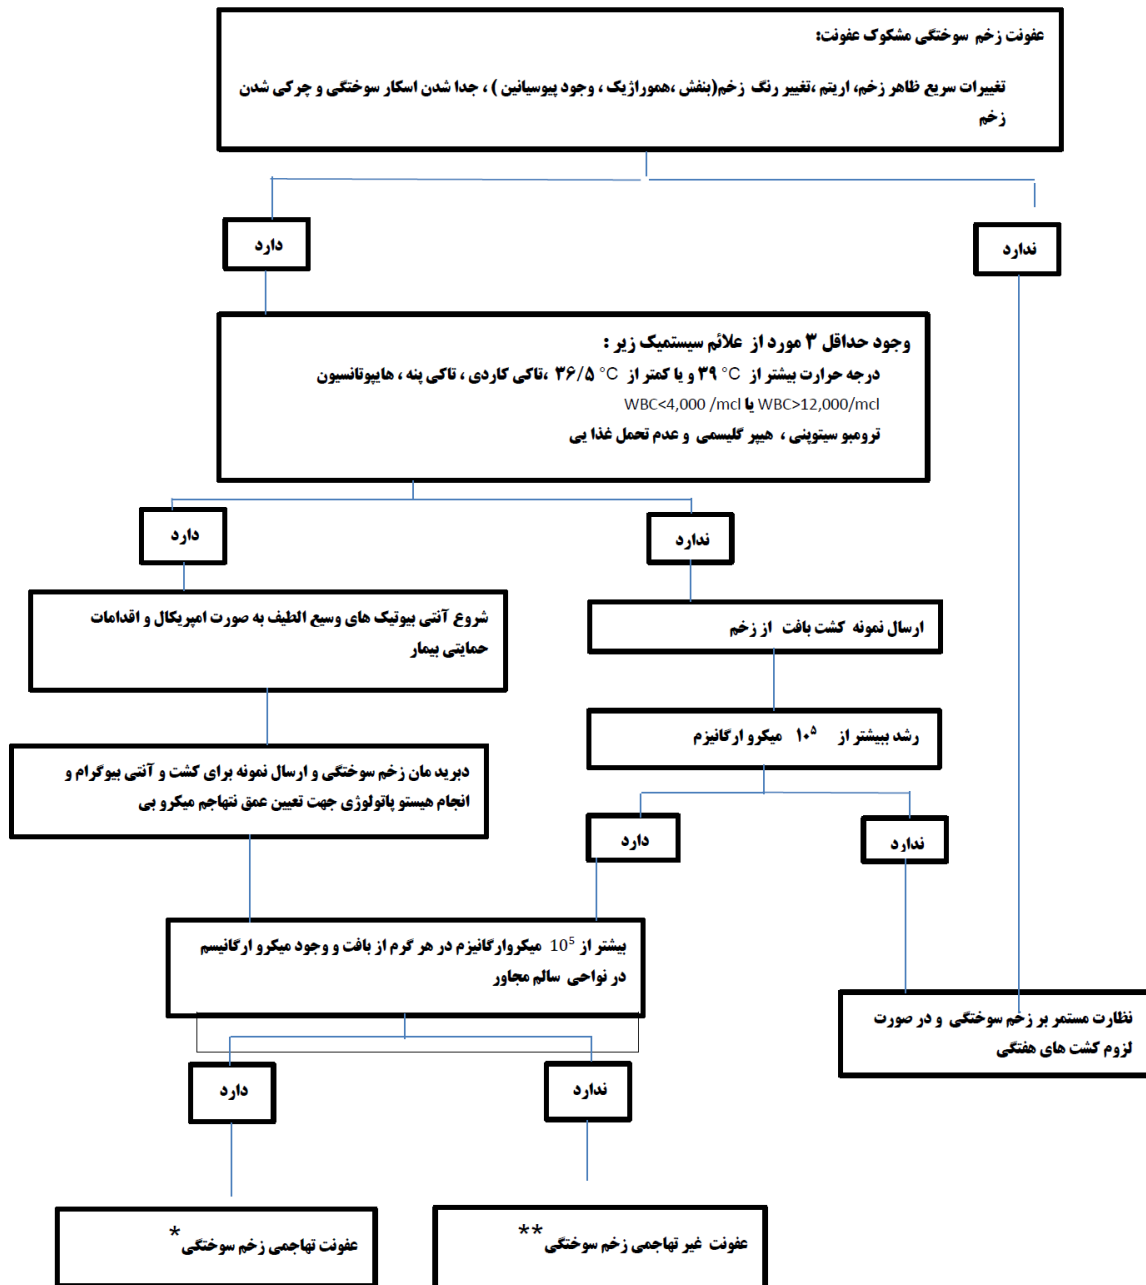 عفونت زخم سوختگی مشکوک عفونت:
تغییرات سریع ظاهر زخم، اریتم ،تغییر رنگ زخم(بنفش ،هموراژیک ، وجود پیوسیانین ) ، جدا شدن اسکار سوختگی و چرکی شدن
زخم
دارد
ندارد
وجود حداقل ۳ مورد از علائم سیستمیک زیر :
درجه حرارت بیشتر از ۳۹ °C و یا کمتر از ۳۶/۵ °C ،تاکی کاردی ، تاکی پنه ، هایپوتانسیون
WBC>12,000/mcl یا WBC<4,000 /mcl
ترومبو سیتوپنی ، هیپر گلیسمی و عدم تحمل غذا یی
دارد
ندارد
شروع آنتی بیوتیک های وسیع الطیف به صورت امپریکال و اقدامات
حمایتی بیمار
ارسال نمونه کشت بافت از زخم
رشد ببیشتر از ۱۰⁵ میکرو ارگانیزم
دبرید مان زخم سوختگی و ارسال نمونه برای کشت و آنتی بیوگرام و
انجام هیستو پاتولوژی جهت تعیین عمق نتهاجم میکرو بی
دارد
ندارد
بیشتر از 10⁵ میکروارگانیزم در هر گرم از بافت و وجود میکرو ارگانیسم
در نواحی سالم مجاور
نظارت مستمر بر زخم سوختگی و در صورت
لزوم کشت های هفتگی
دارد
ندارد
عفونت تهاجمی زخم سوختگی*
عفونت غیر تهاجمی زخم سوختگی**